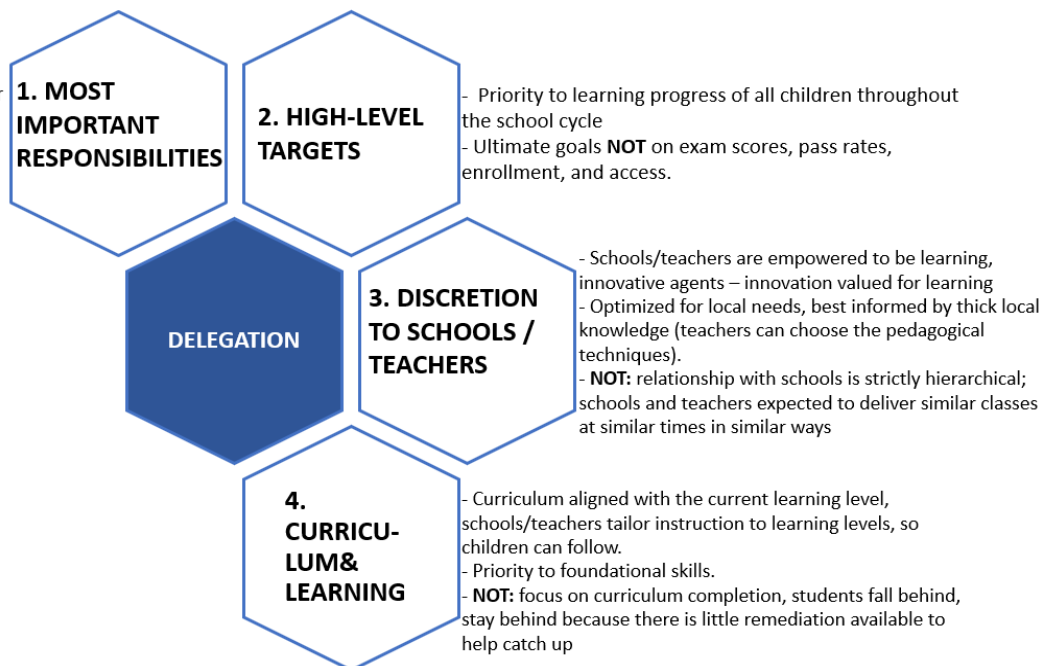 1. MOST
IMPORTANT
RESPONSIBILITIES
2. HIGH-LEVEL
TARGETS
- Priority to learning progress of all children throughout
the school cycle
- Ultimate goals NOT on exam scores, pass rates,
enrollment, and access.
DELEGATION
3. DISCRETION
TO SCHOOLS /
TEACHERS
- Schools/teachers are empowered to be learning,
innovative agents – innovation valued for learning
- Optimized for local needs, best informed by thick local
knowledge (teachers can choose the pedagogical
techniques).
- NOT: relationship with schools is strictly hierarchical;
schools and teachers expected to deliver similar classes
at similar times in similar ways
4.
CURRICU-
LUM&
LEARNING
- Curriculum aligned with the current learning level,
schools/teachers tailor instruction to learning levels, so
children can follow.
- Priority to foundational skills.
- NOT: focus on curriculum completion, students fall behind,
stay behind because there is little remediation available to
help catch up